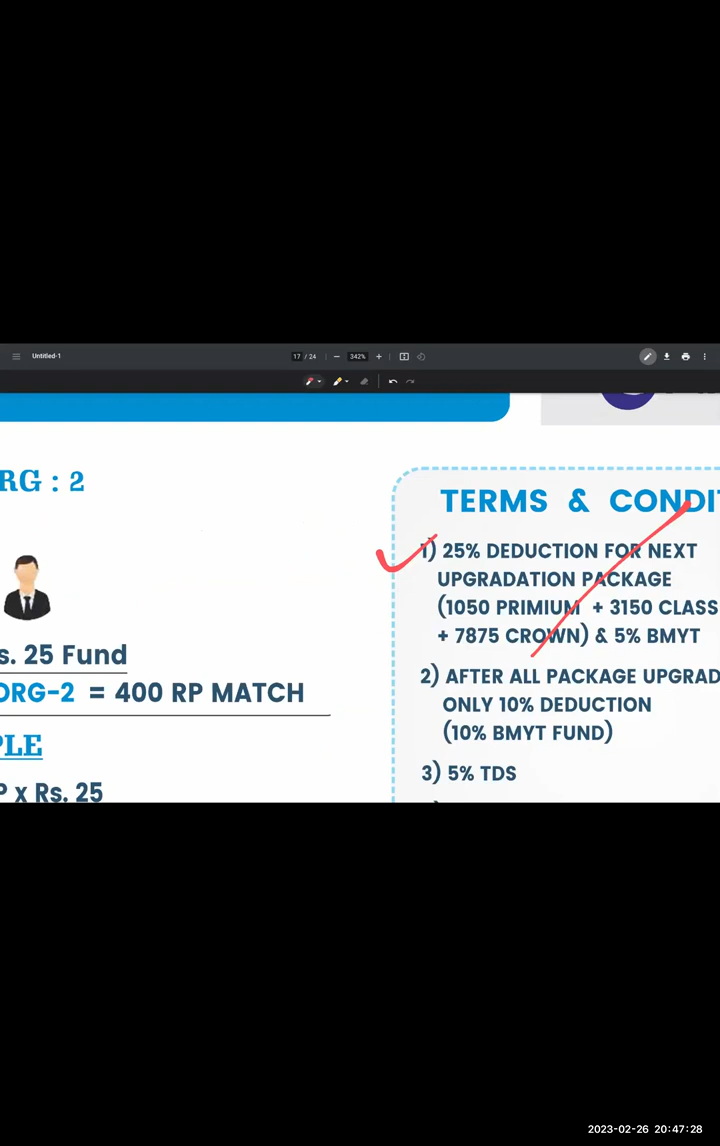 Untitled-1
17 / 24
342%
RG : 2
s. 25 Fund
ORG-2 = 400 RP MATCH
PLE
P x Rs. 25
TERMS & CONDI
1) 25% DEDUCTION FOR NEXT
UPGRADATION PACKAGE
(1050 PRIMIUM + 3150 CLASS
+ 7875 CROWN) & 5% BMYT
2) AFTER ALL PACKAGE UPGRAD
ONLY 10% DEDUCTION
(10% BMYT FUND)
3) 5% TDS
2023-02-26 20:47:28